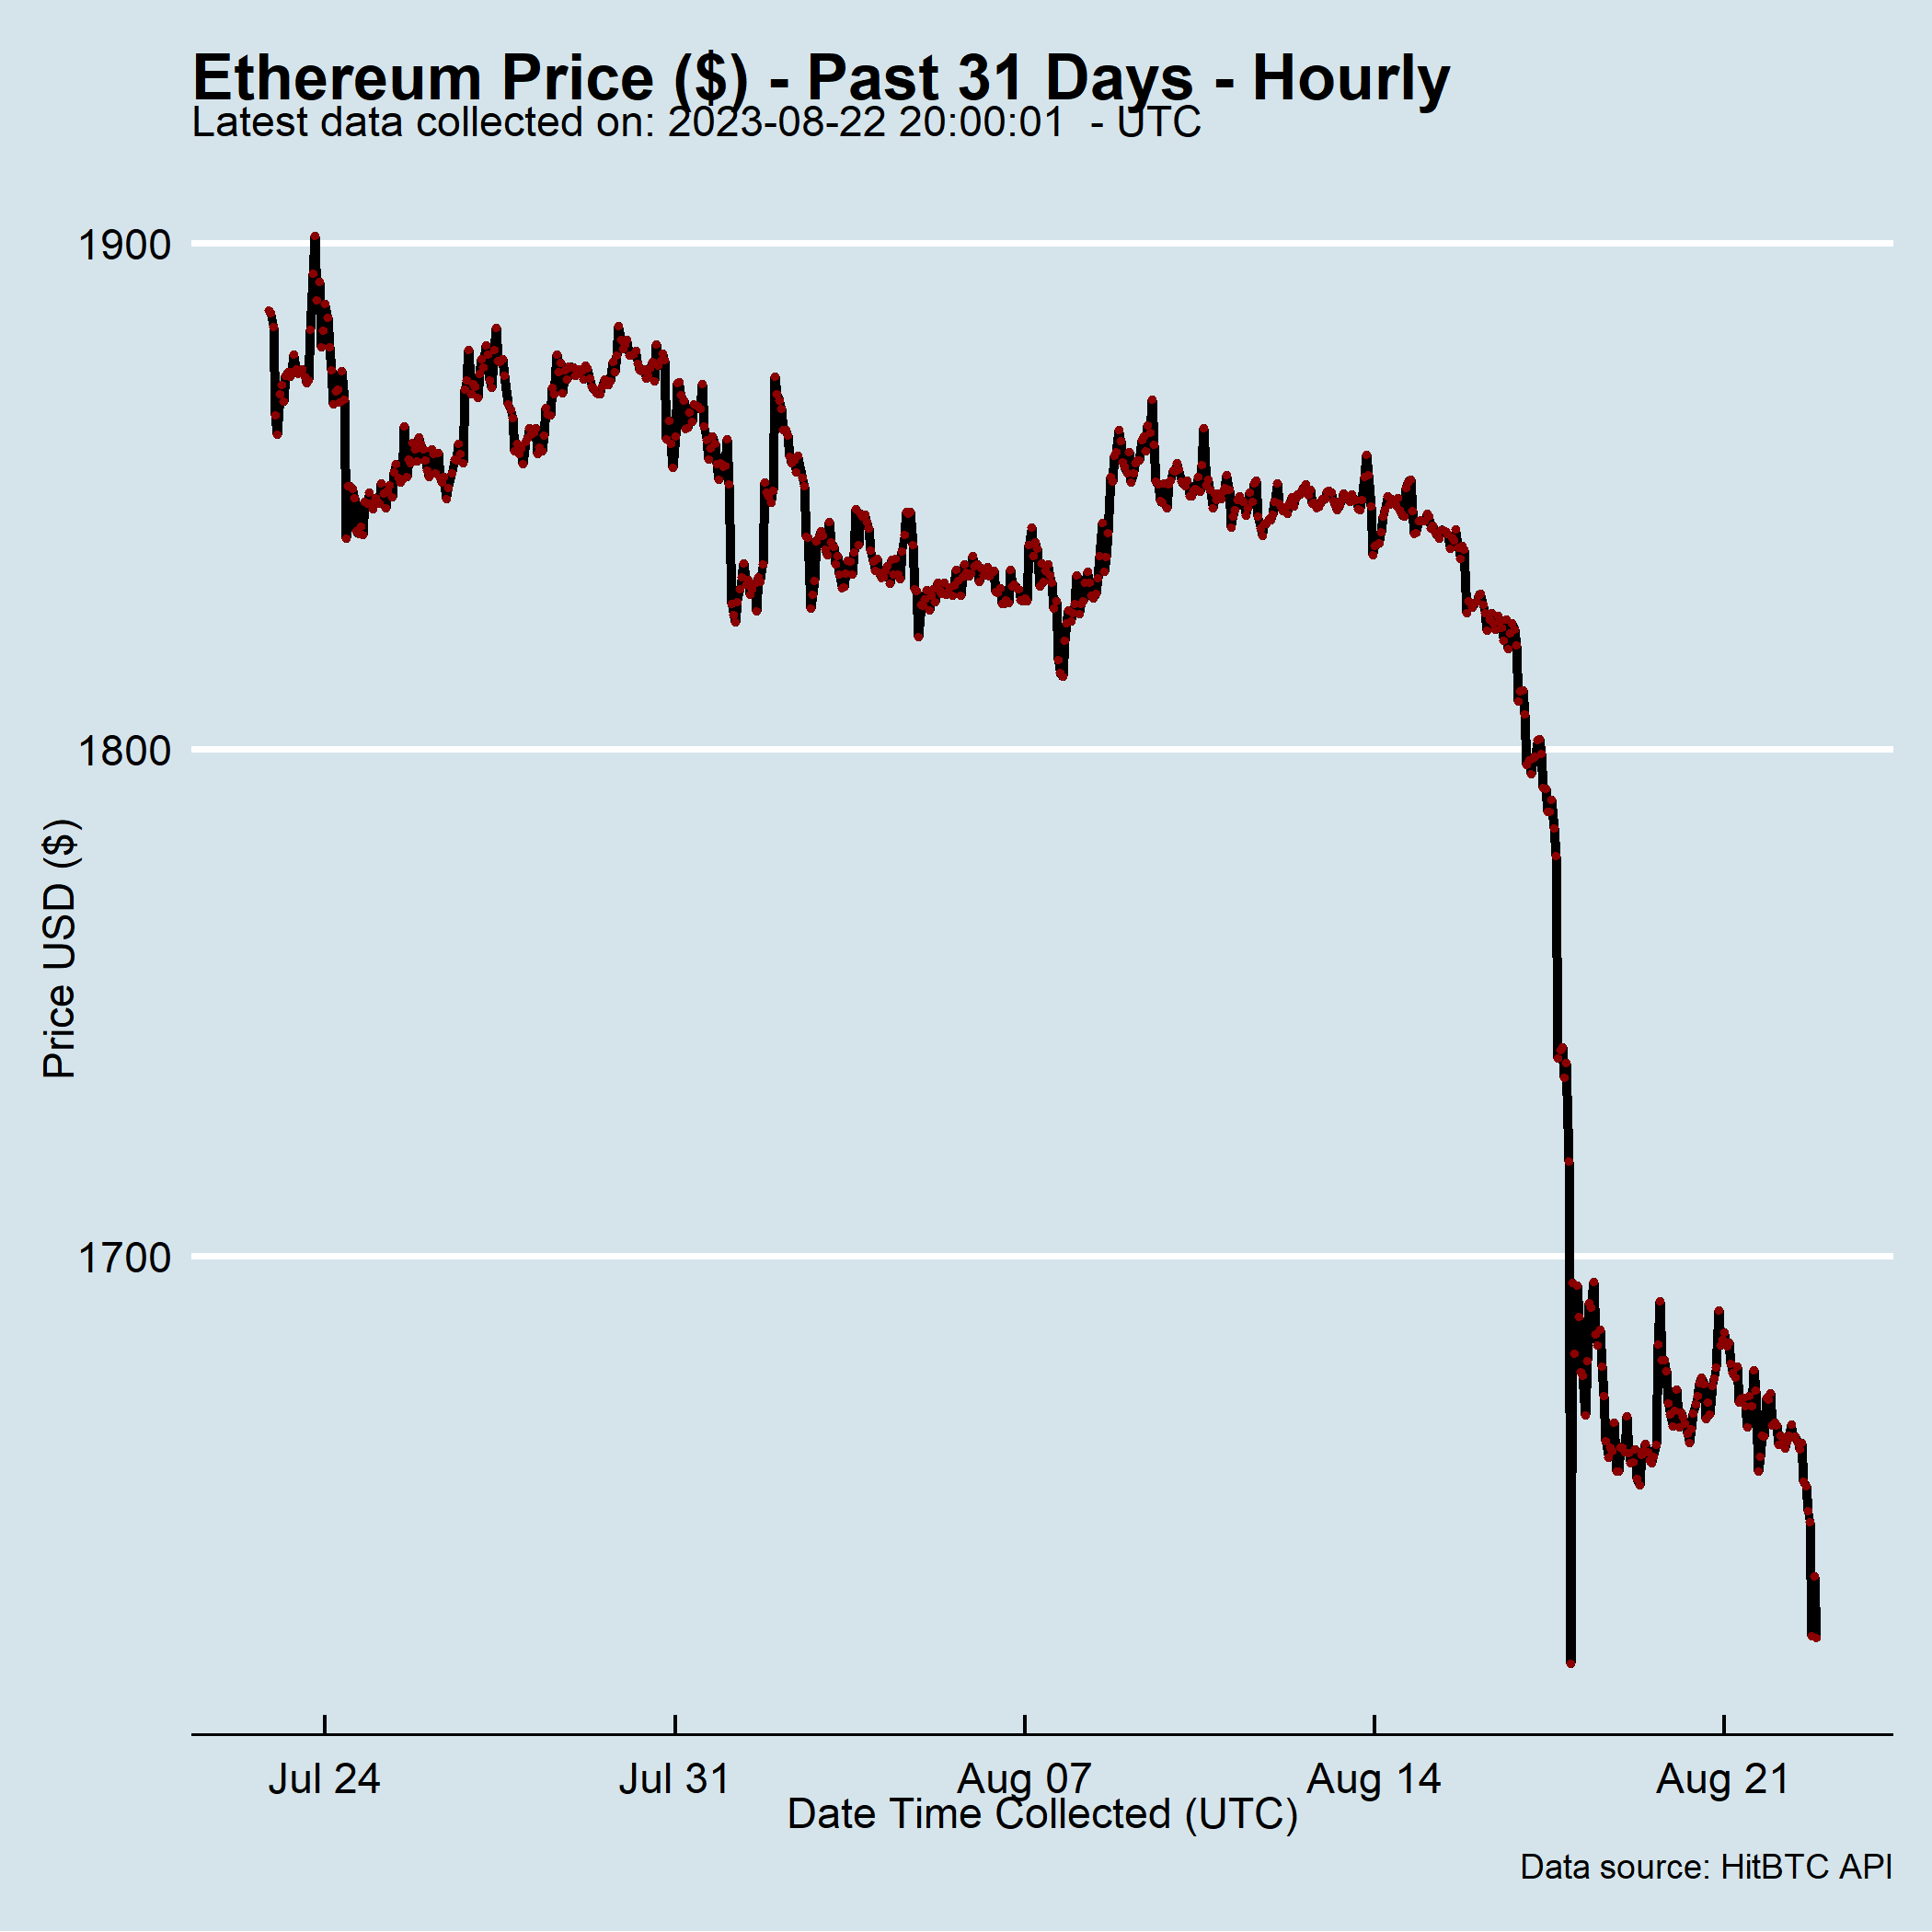 Ethereum Price ($) - Past 31 Days - Hourly
Latest data collected on: 2023-08-22 20:00:01  - UTC
1900
1800
1700
Price USD ($)
Jul 24
Jul 31
Aug 07
Aug 14
Aug 21
Date Time Collected (UTC)
Data source: HitBTC API